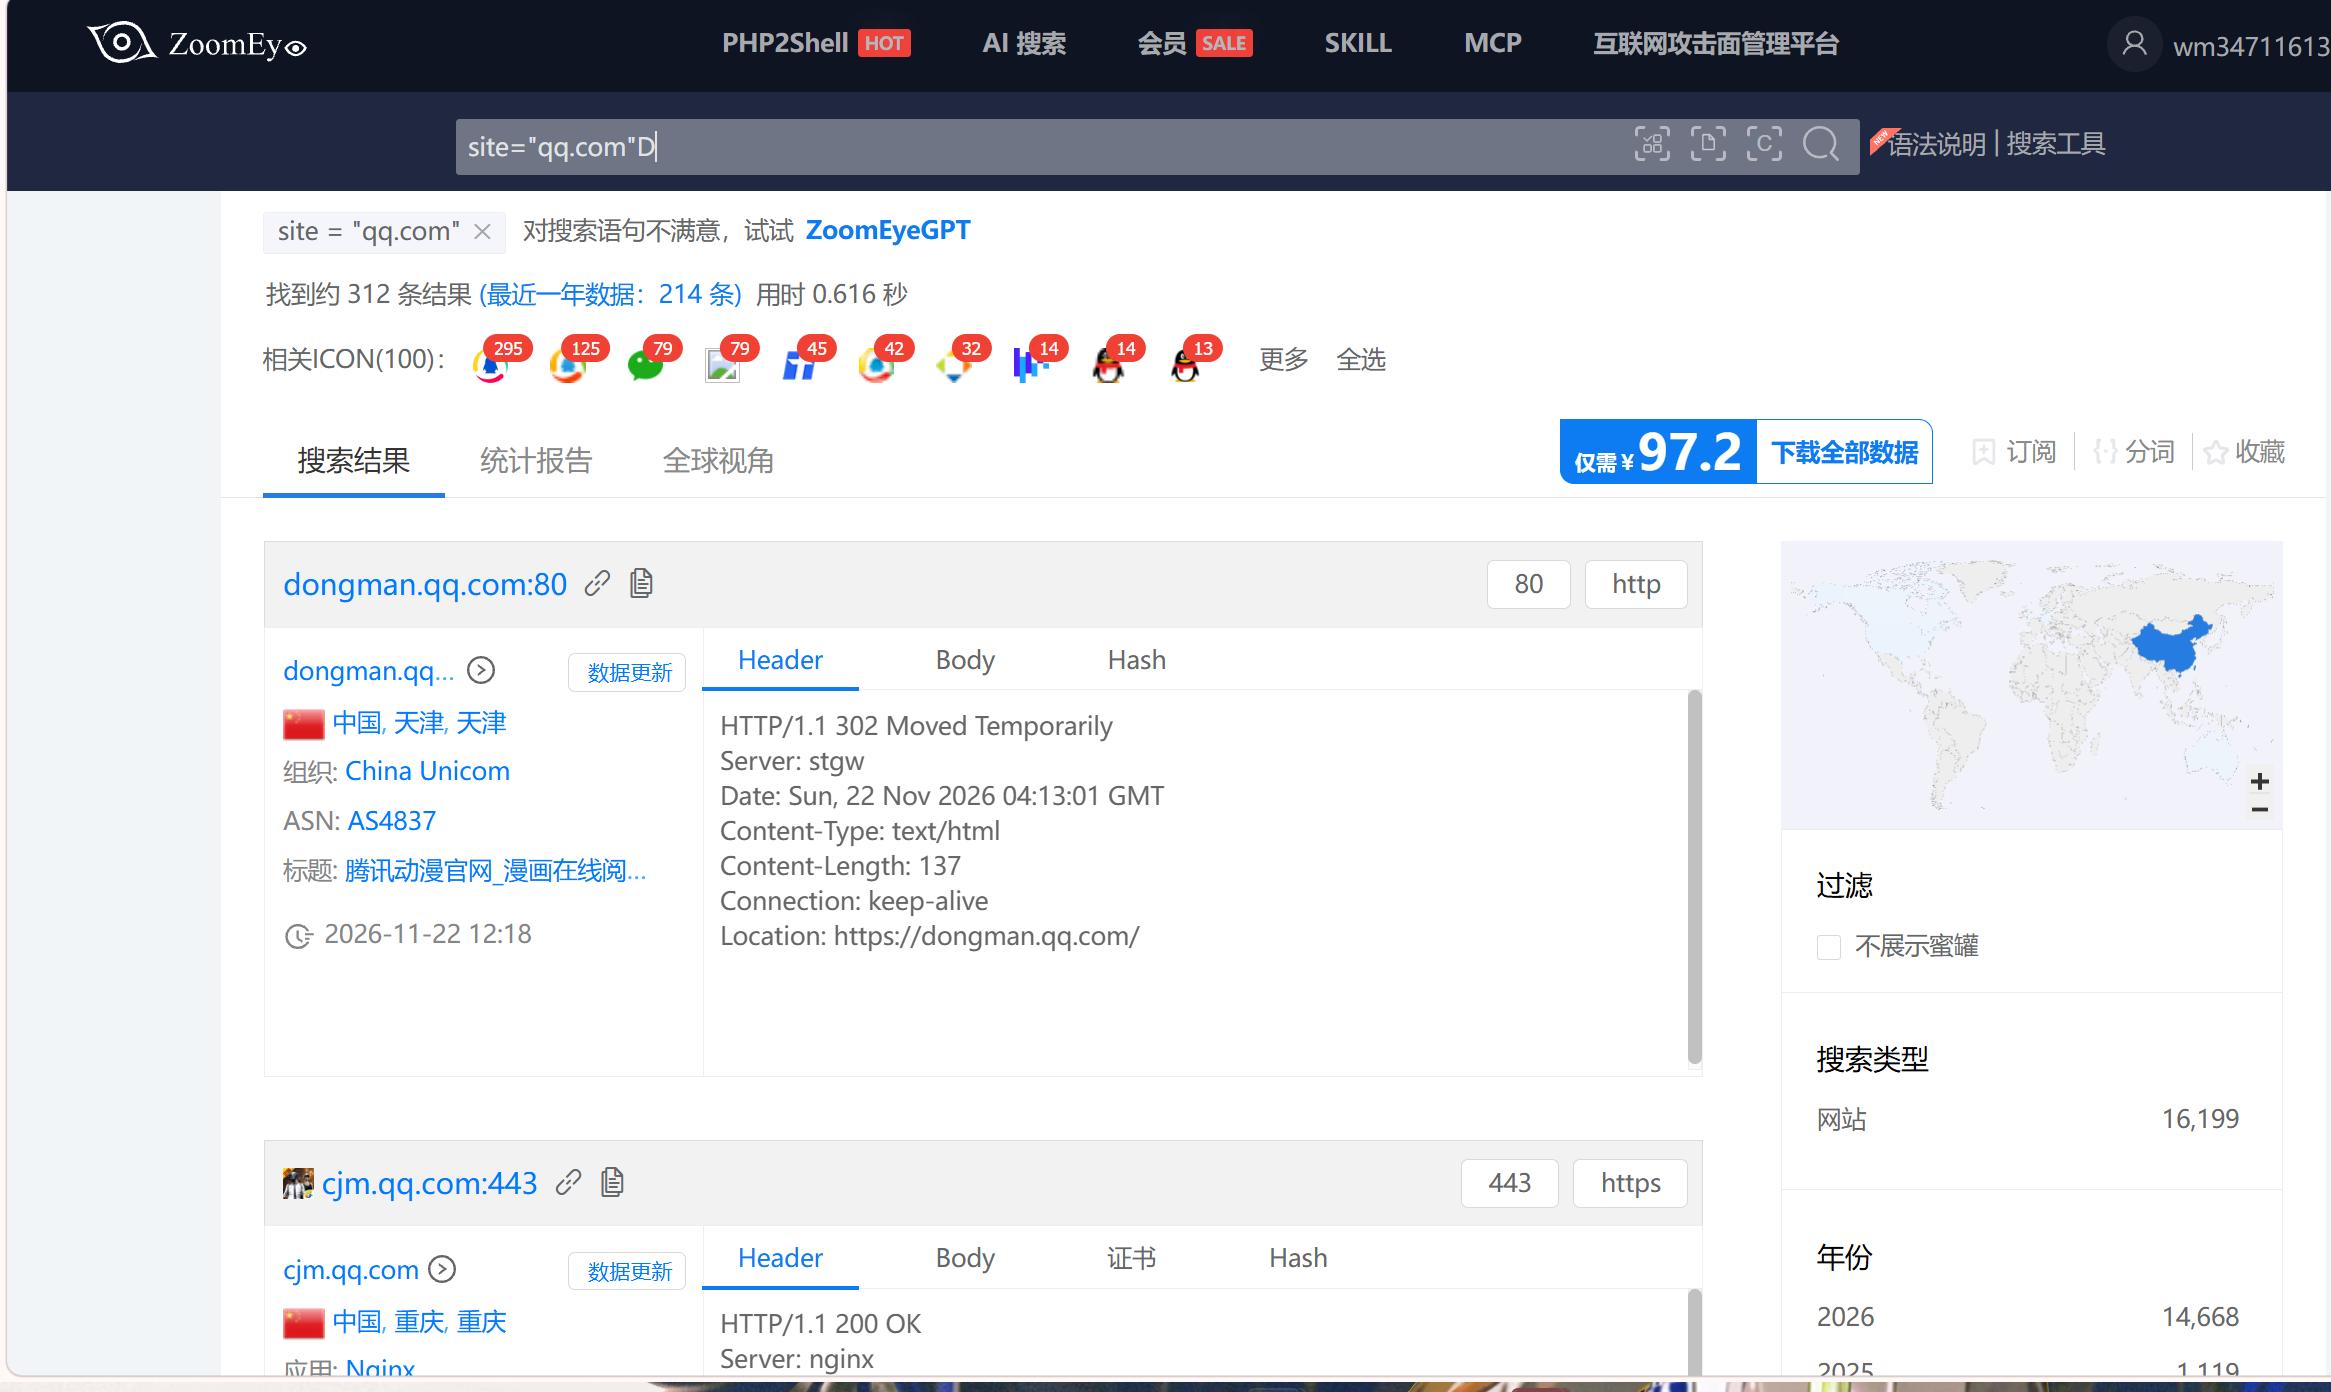 ZoomEye
PHP2Shell HOT AI 搜索 会员 SALE SKILL MCP 互联网攻击面管理平台 wm34711613
site="qq.com"D
NEW 语法说明 | 搜索工具
site = "qq.com" 对搜索语句不满意，试试 ZoomEyeGPT
找到约 312 条结果 (最近一年数据：214 条) 用时 0.616 秒
相关ICON(100)： 295 125 79 79 45 42 32 14 14 13 更多 全选
搜索结果 统计报告 全球视角
仅需¥97.2 下载全部数据 订阅 分词 收藏
dongman.qq.com:80 80 http
dongman.qq... 数据更新
中国, 天津, 天津
组织: China Unicom
ASN: AS4837
标题: 腾讯动漫官网_漫画在线阅...
2026-11-22 12:18
Header Body Hash
HTTP/1.1 302 Moved Temporarily
Server: stgw
Date: Sun, 22 Nov 2026 04:13:01 GMT
Content-Type: text/html
Content-Length: 137
Connection: keep-alive
Location: https://dongman.qq.com/
cjm.qq.com:443 443 https
cjm.qq.com 数据更新
中国, 重庆, 重庆
应用: Nginx
Header Body 证书 Hash
HTTP/1.1 200 OK
Server: nginx
+
−
过滤
不展示蜜罐
搜索类型
网站 16,199
年份
2026 14,668
2025 1,119